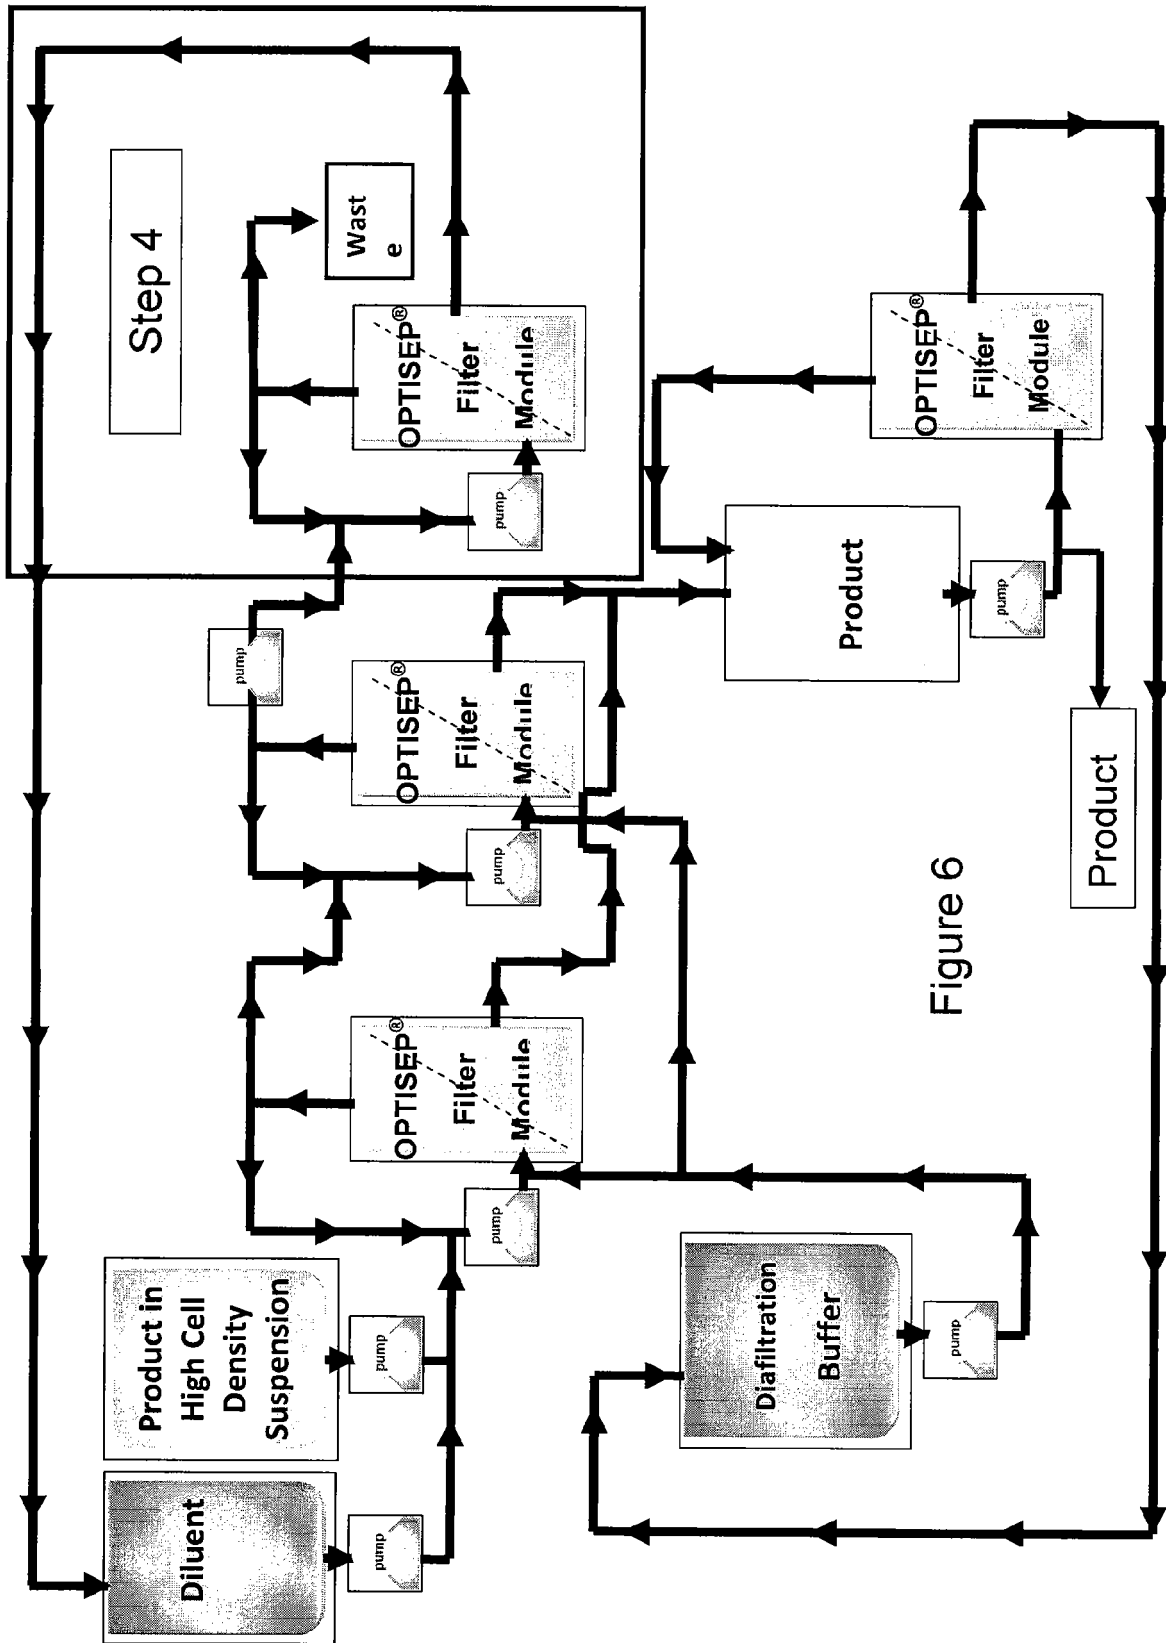 Step 4
Wast
e
OPTISEP®
Filter
Module
pump
pump
OPTISEP®
Filter
Module
pump
OPTISEP®
Filter
Module
pump
Product in
High Cell
Density
Suspension
pump
Diluent
pump
OPTISEP®
Filter
Module
Product
pump
Product
Diafiltration
Buffer
pump
Figure 6